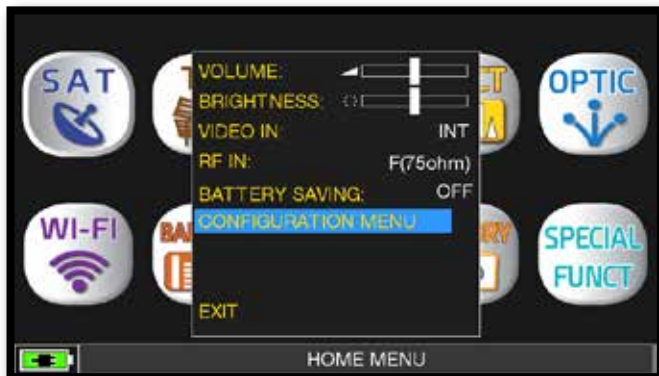 SAT
OPTIC
VOLUME:
BRIGHTNESS:
VIDEO IN: INT
RF IN: F(75ohm)
BATTERY SAVING: OFF
CONFIGURATION MENU
EXIT
WI-FI
SPECIAL
FUNCT
HOME MENU